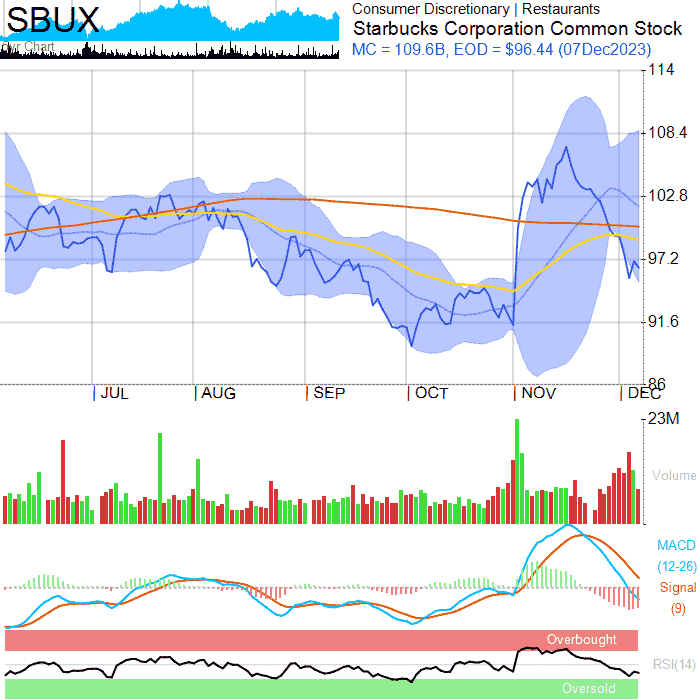 SBUX
Consumer Discretionary | Restaurants
Starbucks Corporation Common Stock
MC = 109.6B, EOD = $96.44 (07Dec2023)
Chart
114
108.4
102.8
97.2
91.6
86
JUL AUG SEP OCT NOV DEC
23M
Volume
MACD
(12-26)
Signal
(9)
Overbought
RSI(14)
Oversold